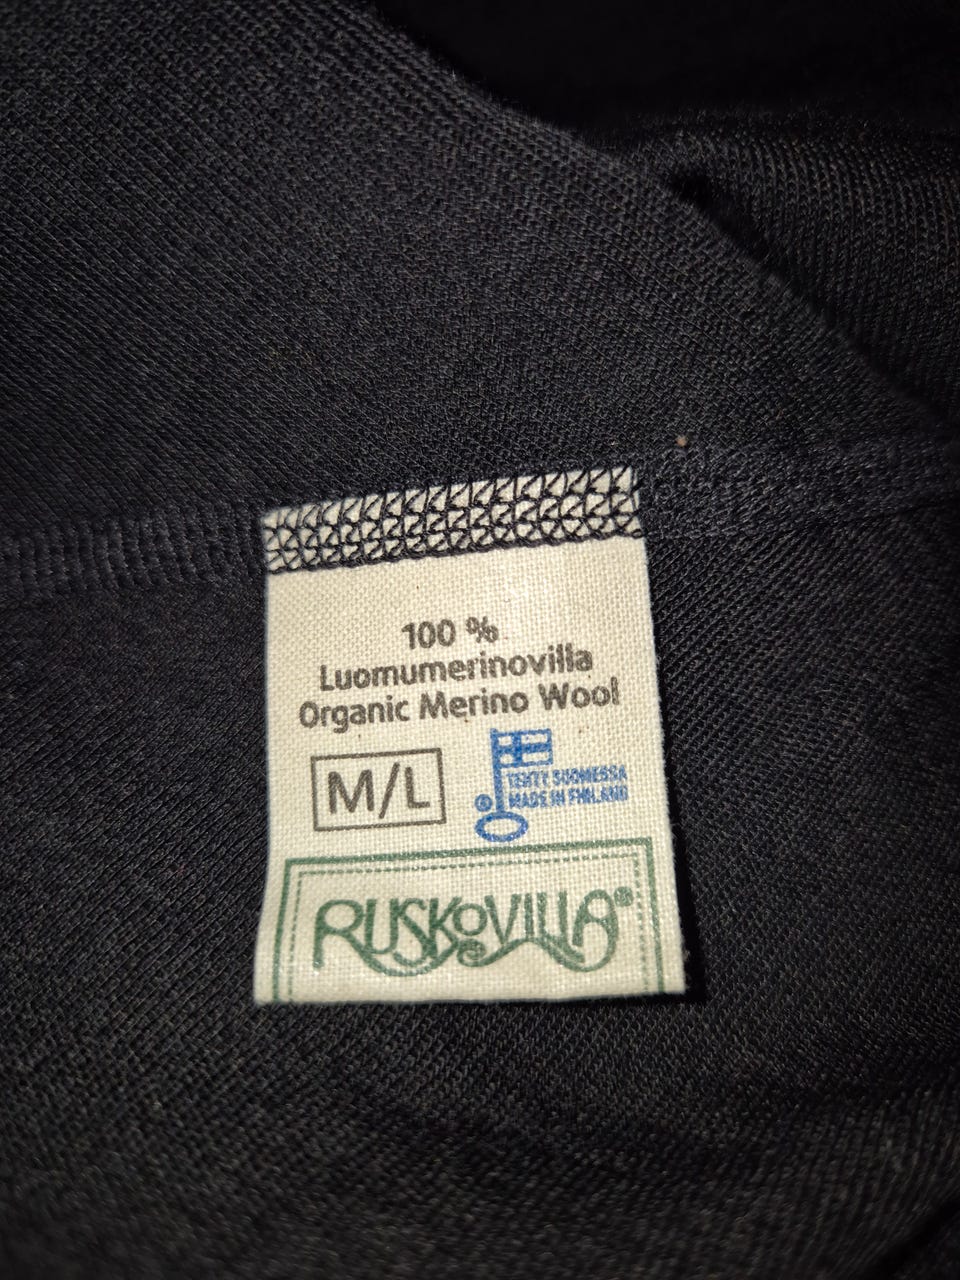 100 %
Luomumerinovilla
Organic Merino Wool
M/L
TEHTY SUOMESSA
® MADE IN FINLAND
RUSKOVILLA®